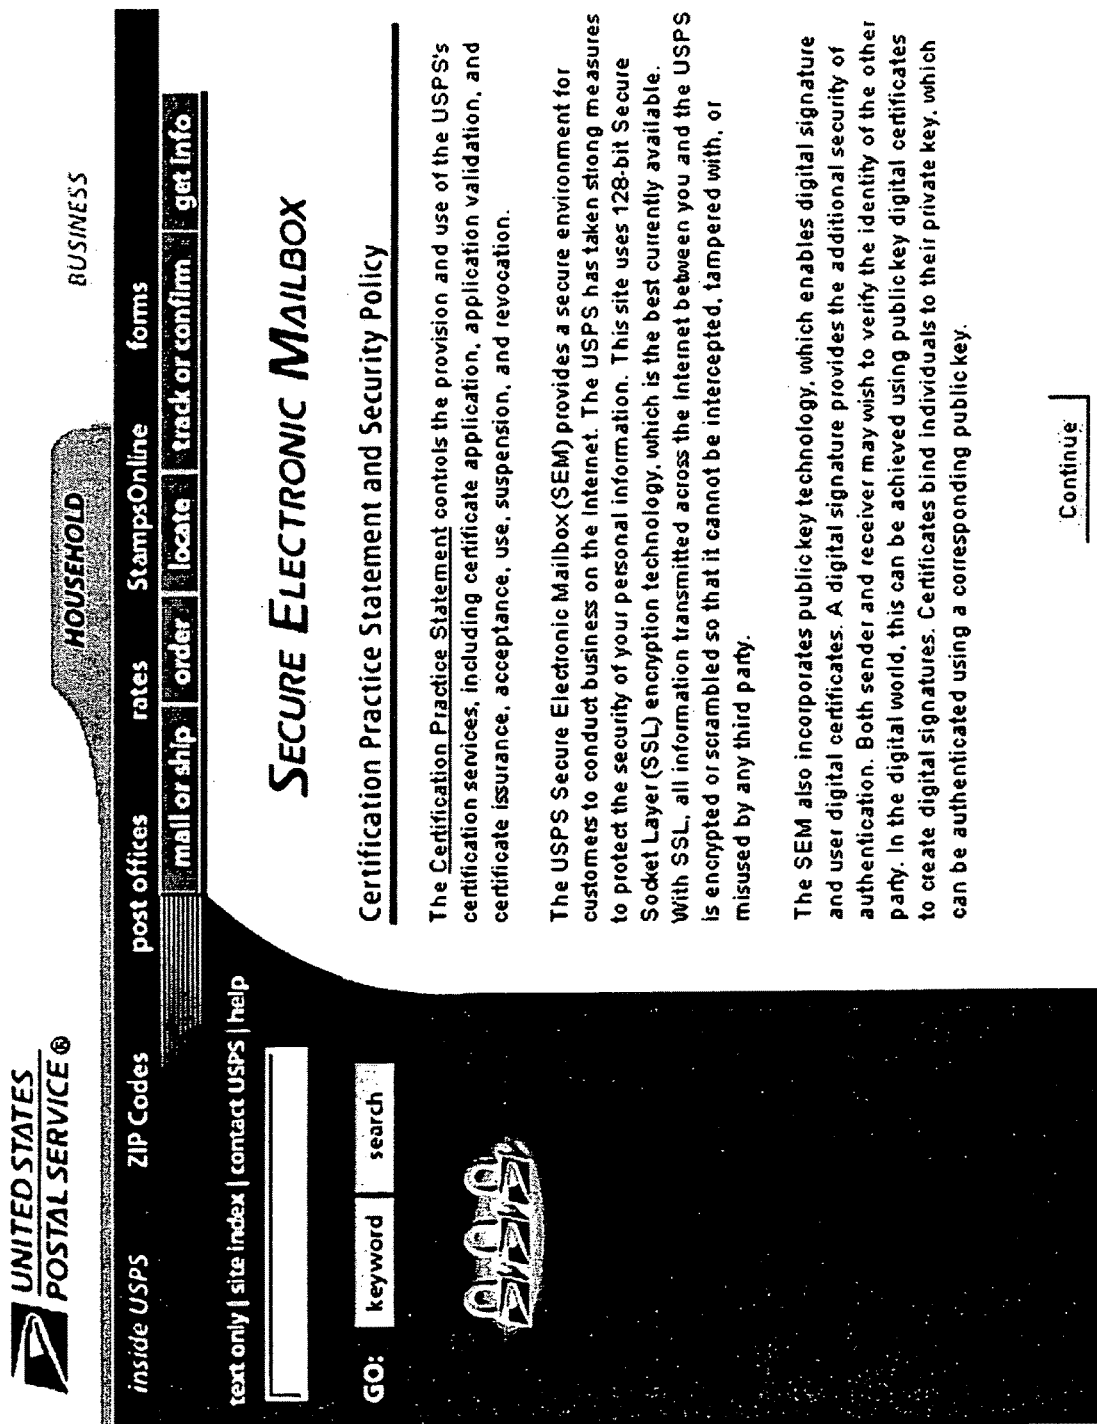 UNITED STATES
POSTAL SERVICE ®
HOUSEHOLD
BUSINESS
inside USPS
ZIP Codes
post offices
rates
StampsOnline
forms
mail or ship
order
locate
track or confirm
get info
text only | site index | contact USPS | help
GO:
keyword
search
SECURE ELECTRONIC MAILBOX
Certification Practice Statement and Security Policy
The Certification Practice Statement controls the provision and use of the USPS's
certification services, including certificate application, application validation, and
certificate issurance, acceptance, use, suspension, and revocation.
The USPS Secure Electronic Mailbox (SEM) provides a secure environment for
customers to conduct business on the Internet. The USPS has taken strong measures
to protect the security of your personal information. This site uses 128-bit Secure
Socket Layer (SSL) encryption technology, which is the best currently available.
With SSL, all information transmitted across the Internet between you and the USPS
is encrypted or scrambled so that it cannot be intercepted, tampered with, or
misused by any third party.
The SEM also incorporates public key technology, which enables digital signature
and user digital certificates. A digital signature provides the additional security of
authentication. Both sender and receiver may wish to verify the identity of the other
party. In the digital world, this can be achieved using public key digital certificates
to create digital signatures. Certificates bind individuals to their private key, which
can be authenticated using a corresponding public key.
Continue